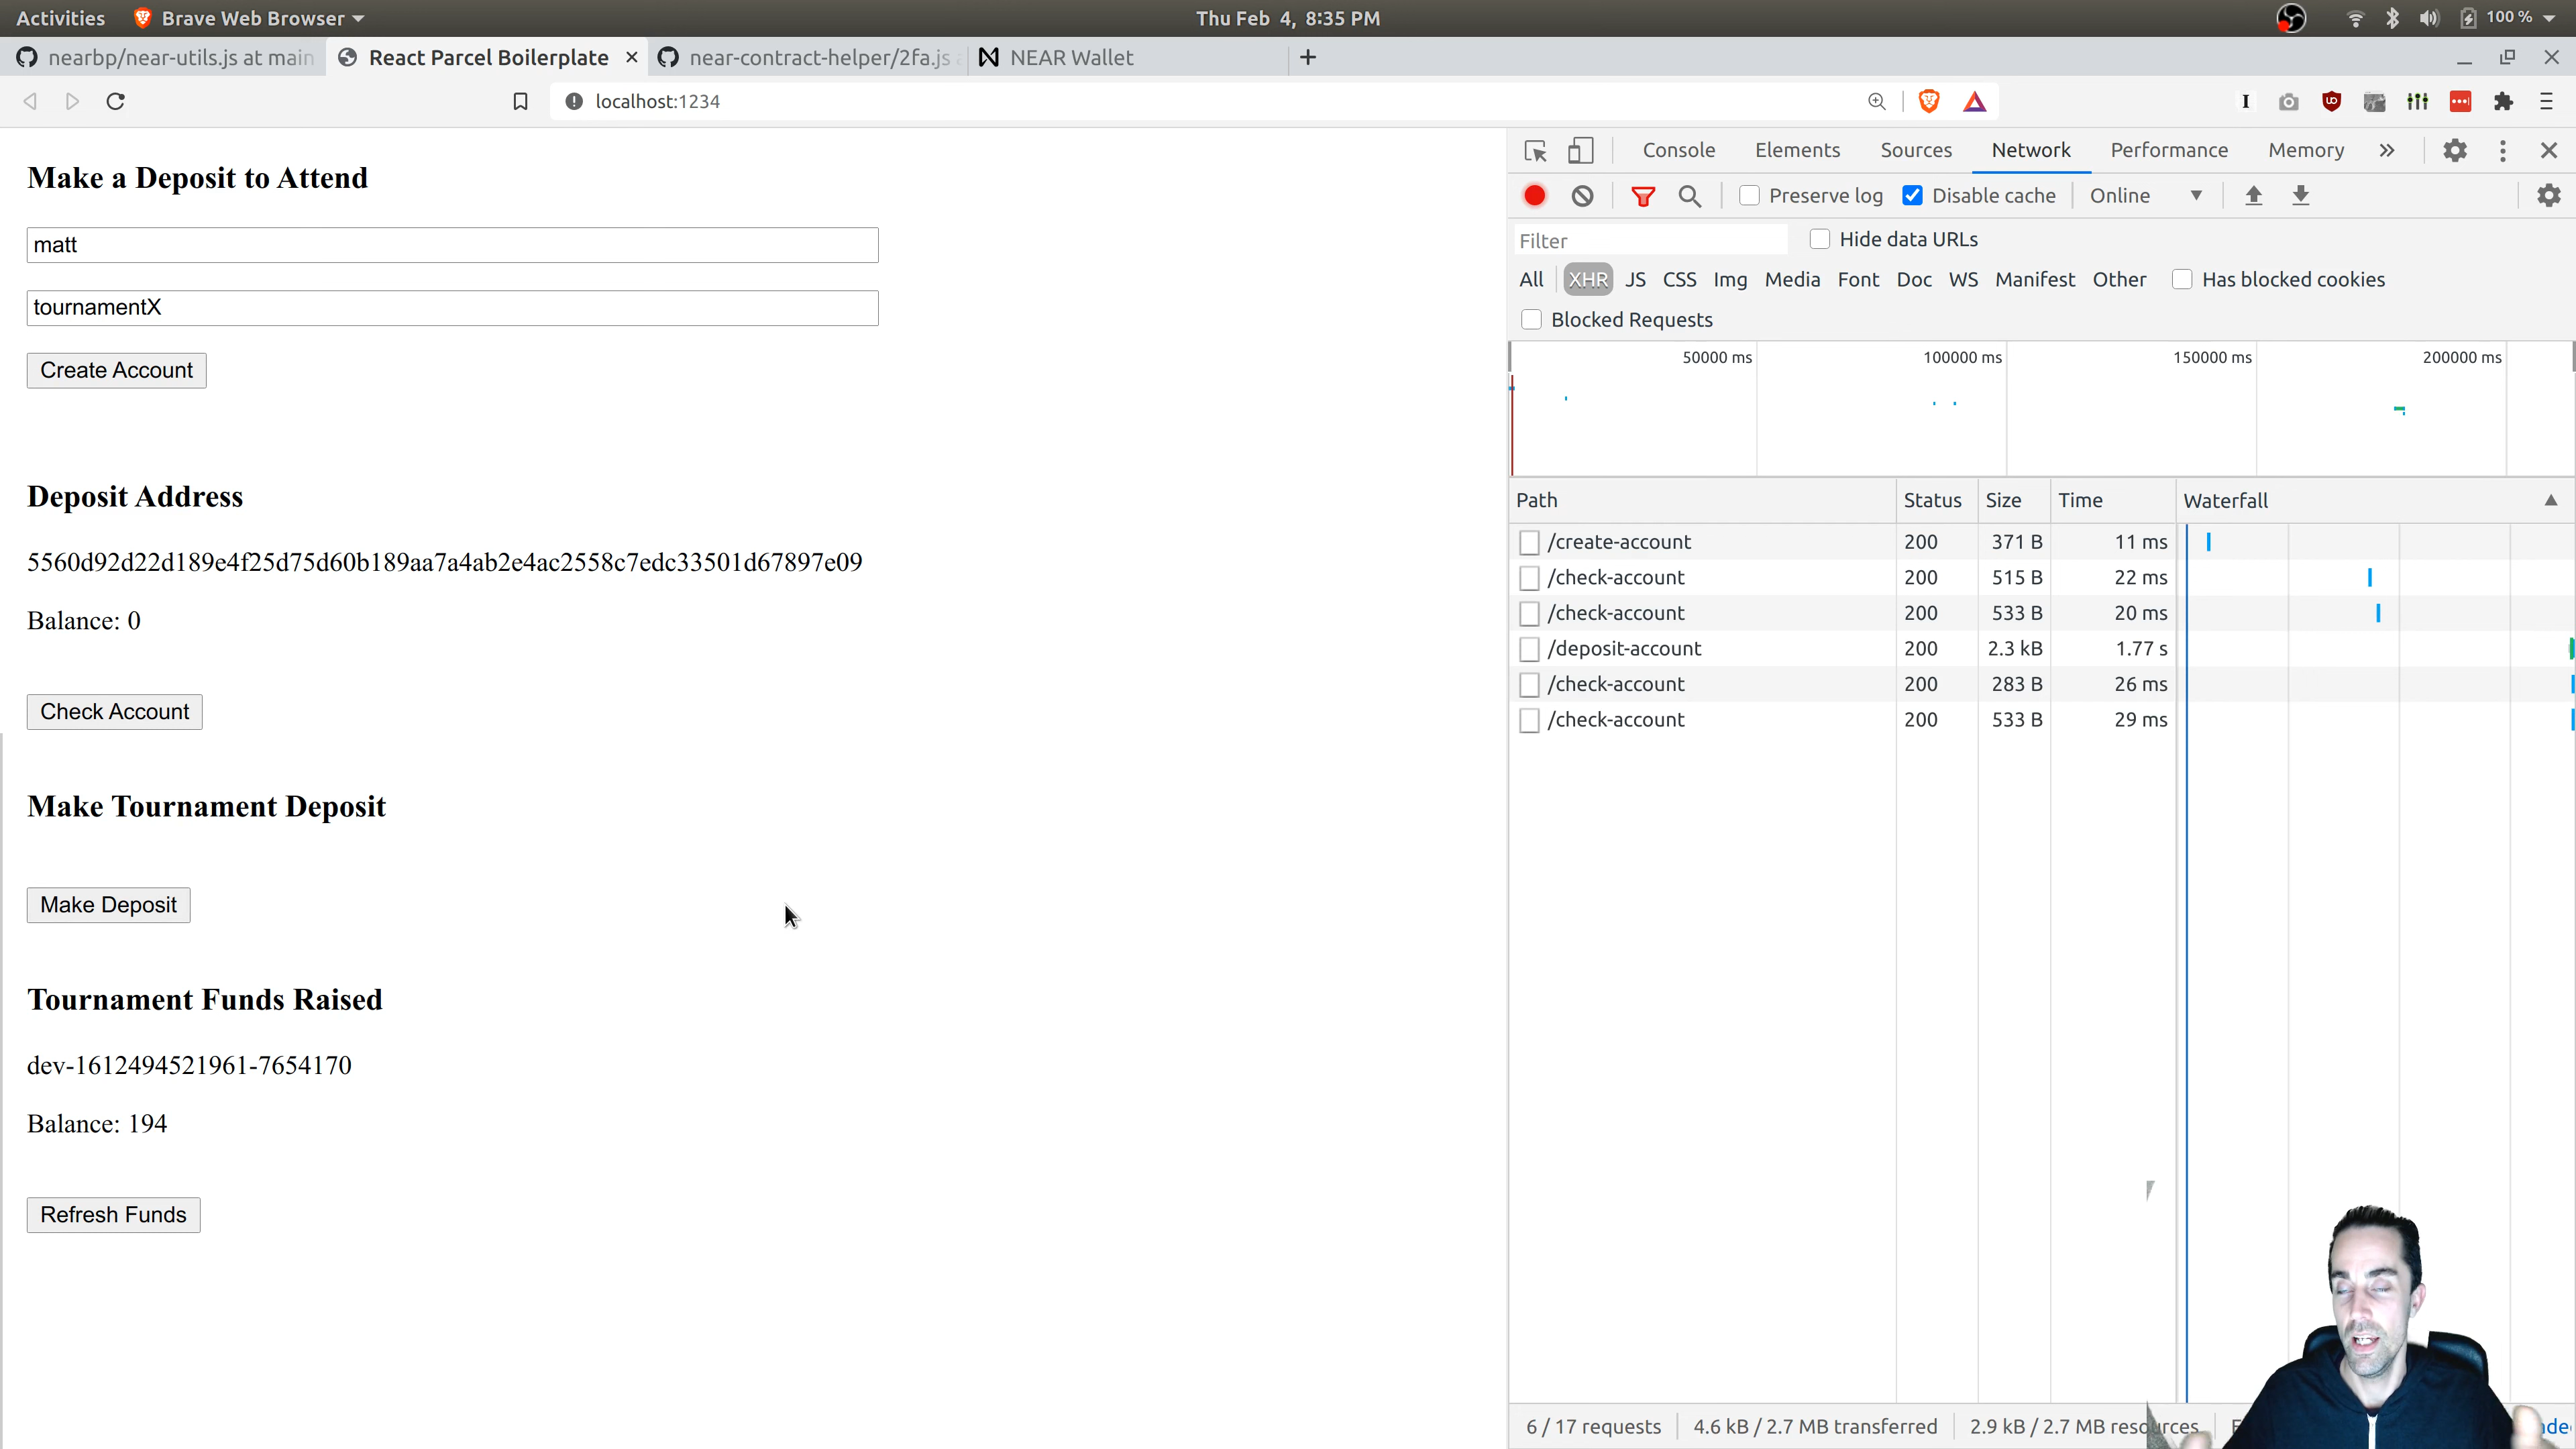 Activities
Brave Web Browser
Thu Feb 4, 8:35 PM
100 %
nearbp/near-utils.js at main
React Parcel Boilerplate
near-contract-helper/2fa.js
NEAR Wallet
localhost:1234
Make a Deposit to Attend
matt
tournamentX
Create Account
Deposit Address
5560d92d22d189e4f25d75d60b189aa7a4ab2e4ac2558c7edc33501d67897e09
Balance: 0
Check Account
Make Tournament Deposit
Make Deposit
Tournament Funds Raised
dev-1612494521961-7654170
Balance: 194
Refresh Funds
Console Elements Sources Network Performance Memory
Preserve log Disable cache Online
Filter Hide data URLs
All XHR JS CSS Img Media Font Doc WS Manifest Other Has blocked cookies
Blocked Requests
50000 ms 100000 ms 150000 ms 200000 ms
Path Status Size Time Waterfall
/create-account 200 371 B 11 ms
/check-account 200 515 B 22 ms
/check-account 200 533 B 20 ms
/deposit-account 200 2.3 kB 1.77 s
/check-account 200 283 B 26 ms
/check-account 200 533 B 29 ms
6 / 17 requests 4.6 kB / 2.7 MB transferred 2.9 kB / 2.7 MB resources